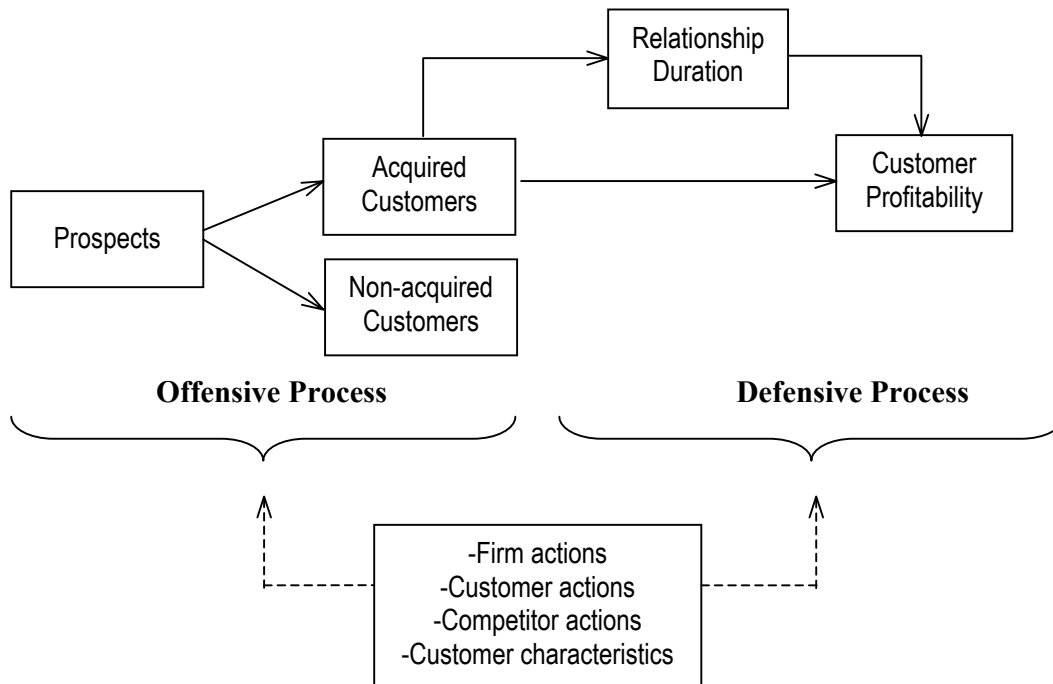 Relationship
Duration
Acquired
Customers
Customer
Profitability
Prospects
Non-acquired
Customers
Offensive Process
Defensive Process
-Firm actions
-Customer actions
-Competitor actions
-Customer characteristics